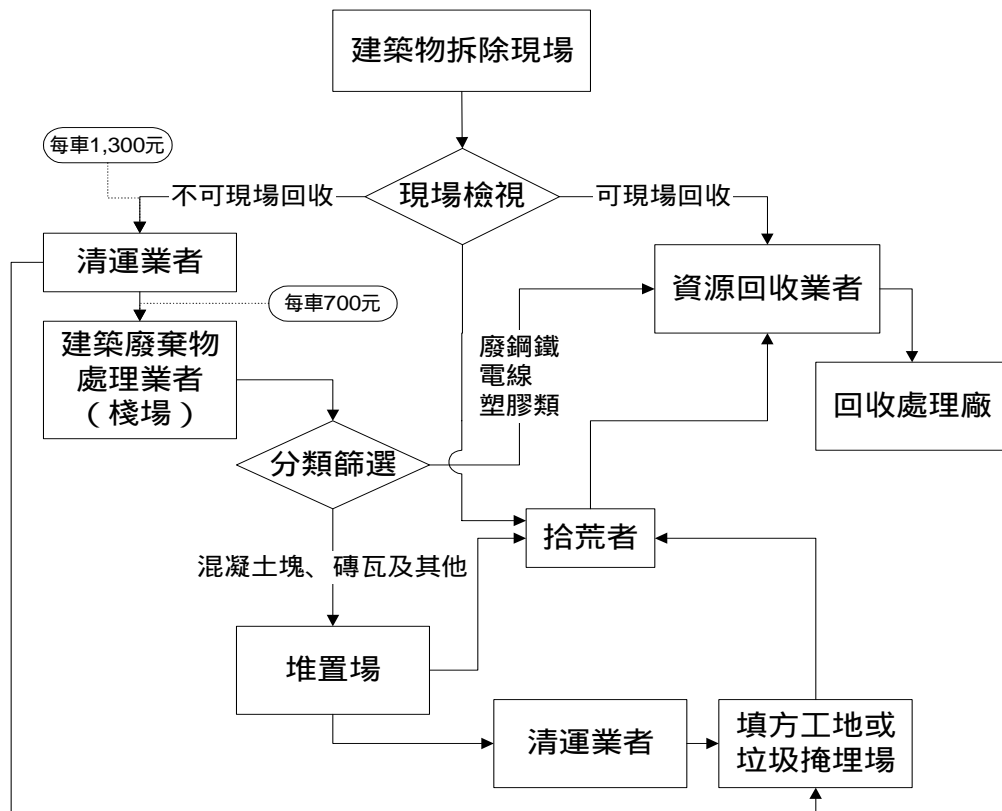 建築物拆除現場
每車1,300元
現場檢視
不可現場回收
可現場回收
清運業者
資源回收業者
每車700元
建築廢棄物
處理業者
（棧場）
廢鋼鐵
電線
塑膠類
回收處理廠
分類篩選
拾荒者
混凝土塊、磚瓦及其他
堆置場
清運業者
填方工地或
垃圾掩埋場